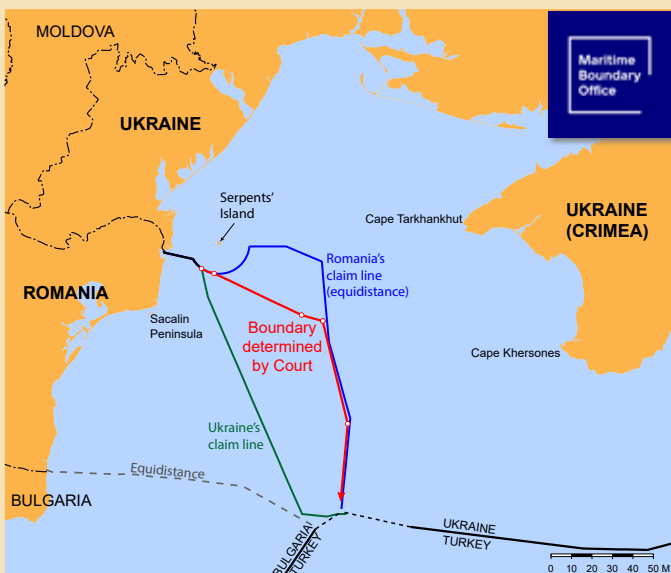 MOLDOVA
Maritime
Boundary
Office
UKRAINE
Serpents'
Island
Cape Tarkhankhut
UKRAINE
(CRIMEA)
Romania's
claim line
(equidistance)
ROMANIA
Sacalin
Peninsula
Boundary
determined
by Court
Cape Khersones
Ukraine's
claim line
Equidistance
BULGARIA
BULGARIA
TURKEY
UKRAINE
TURKEY
0 10 20 30 40 50 M